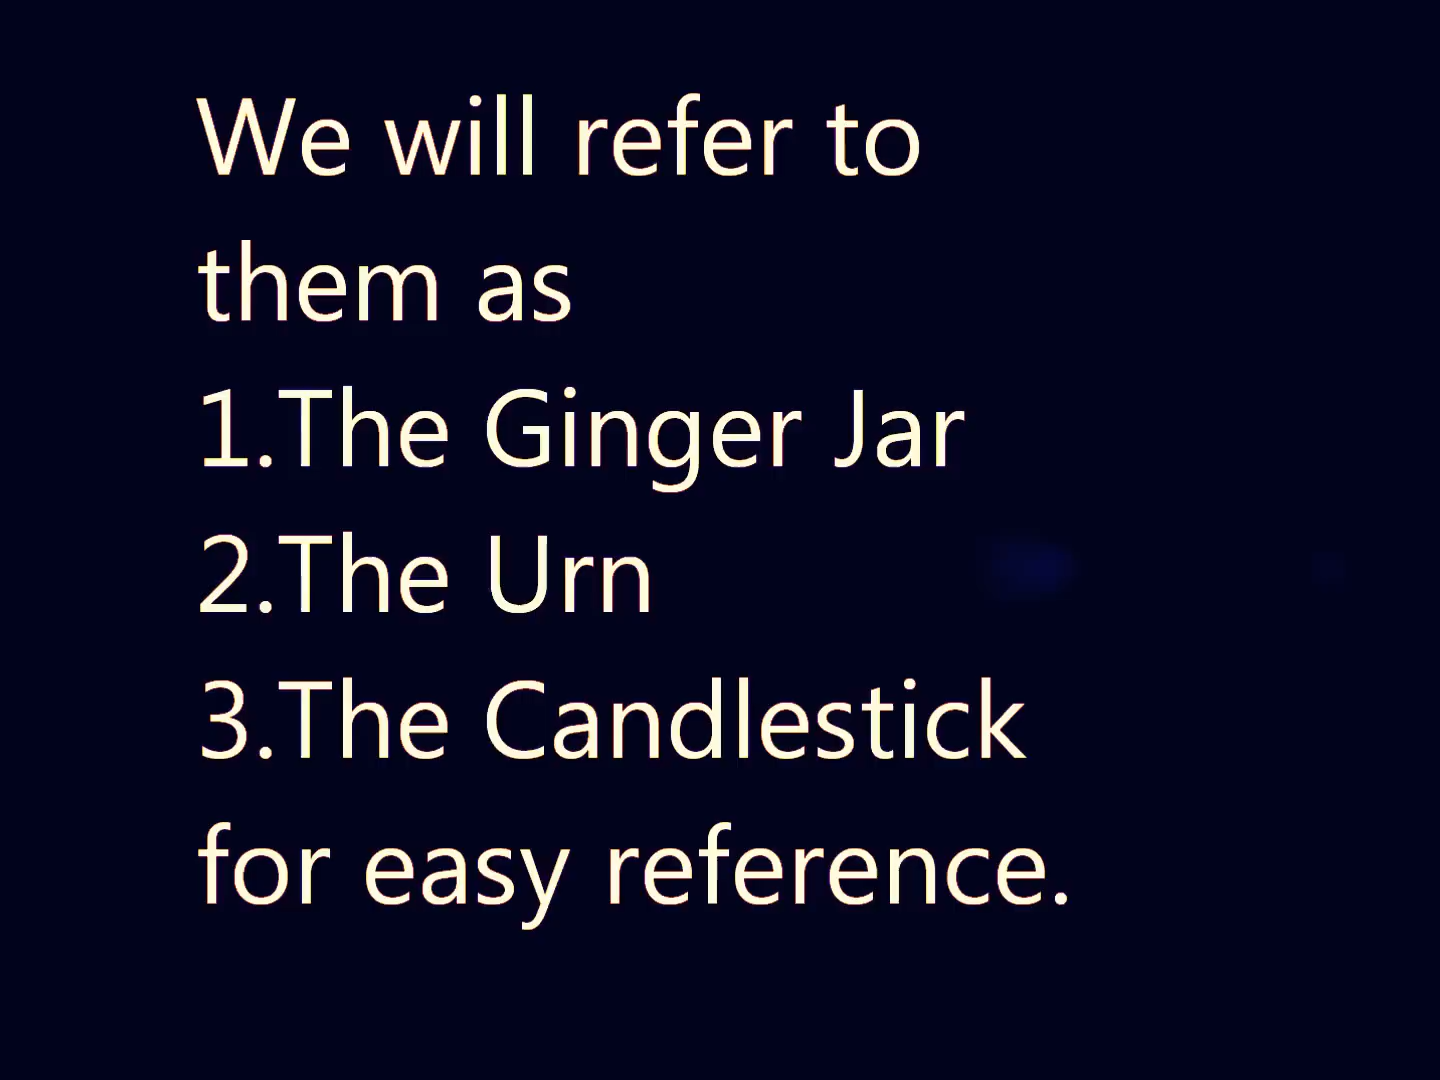 We will refer to
them as
1.The Ginger Jar
2.The Urn
3.The Candlestick
for easy reference.